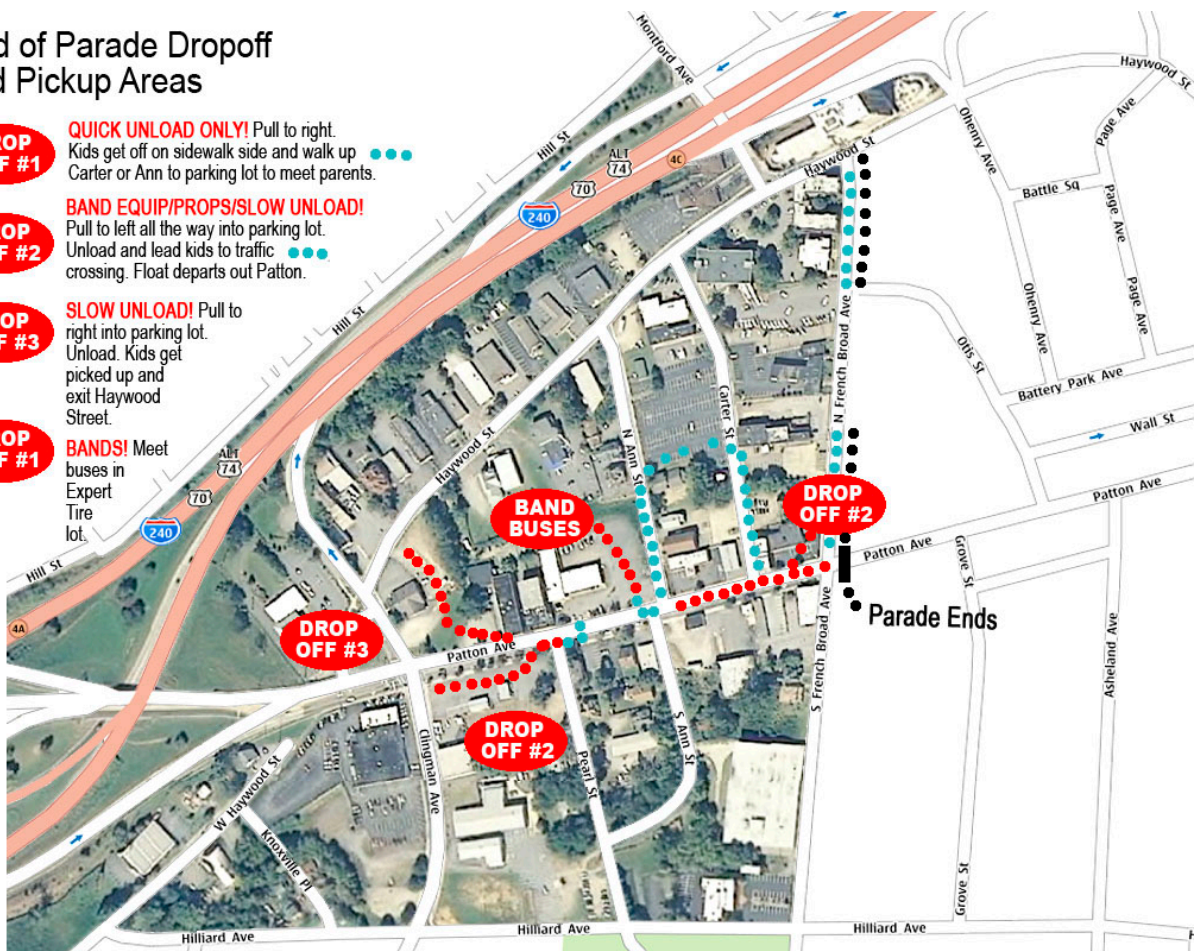 d of Parade Dropoff
d Pickup Areas
ROP
FF #1
QUICK UNLOAD ONLY! Pull to right.
Kids get off on sidewalk side and walk up
Carter or Ann to parking lot to meet parents.
ROP
FF #2
BAND EQUIP/PROPS/SLOW UNLOAD!
Pull to left all the way into parking lot.
Unload and lead kids to traffic
crossing. Float departs out Patton.
OP
F #3
SLOW UNLOAD! Pull to
right into parking lot.
Unload. Kids get
picked up and
exit Haywood
Street.
ROP
F #1
BANDS! Meet
buses in
Expert
Tire
lot.
Montford Ave
Hill St
ALT
74
70
4C
240
Haywood St
Haywood St
Ohenry Ave
Page Ave
Battle Sq
Page Ave
Page Ave
Ohenry Ave
Otis St
Battery Park Ave
Wall St
Patton Ave
N French Broad Ave
Hill St
Carter St
N Ann St
Haywood St
ALT
74
70
240
Hill St
4A
BAND
BUSES
DROP
OFF #2
Patton Ave
Grove St
Parade Ends
DROP
OFF #3
Patton Ave
S French Broad Ave
Asheland Ave
DROP
OFF #2
S Ann St
Pearl St
Clingman Ave
W Haywood St
Knoxville Pl
Grove St
Hilliard Ave
Hilliard Ave
H